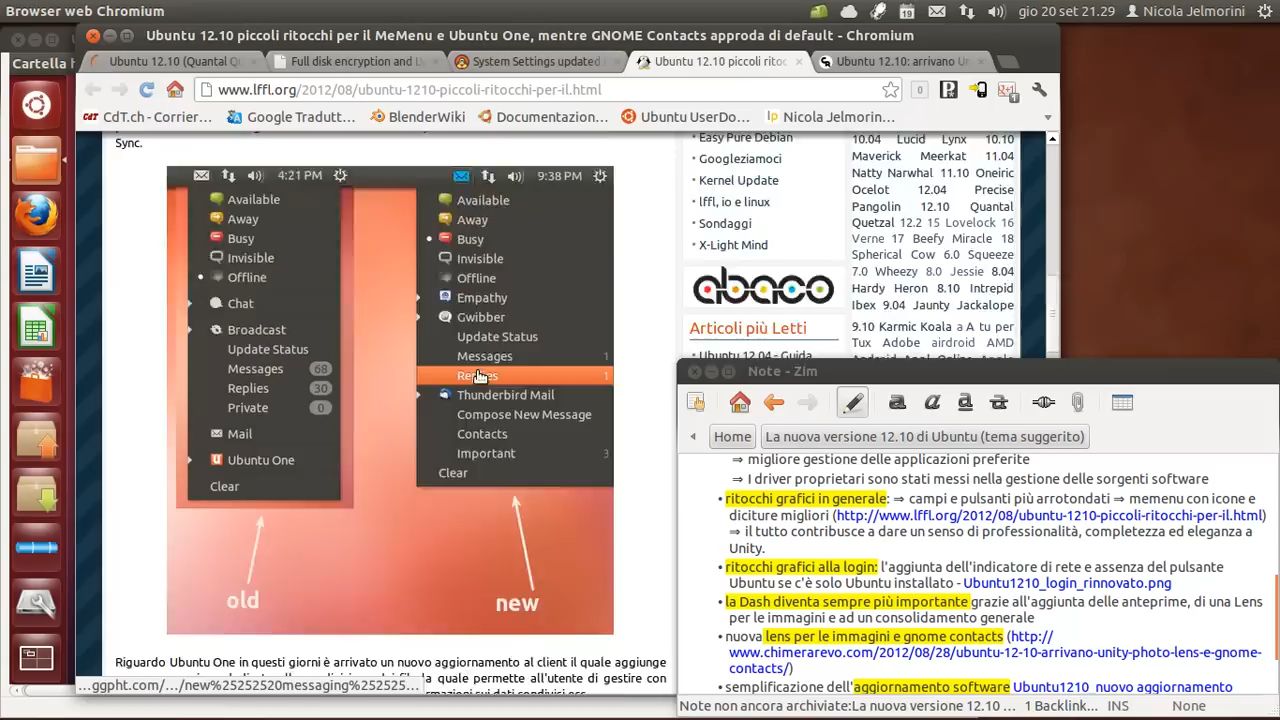 Browser web Chromium
19
gio 20 set 21.29
Nicola Jelmorini
Cartella h
Ubuntu 12.10 piccoli ritocchi per il MeMenu e Ubuntu One, mentre GNOME Contacts approda di default - Chromium
Ubuntu 12.10 (Quantal Q
Full disk encryption and L
System Settings updated
Ubuntu 12.10 piccoli ritoc
Ubuntu 12.10: arrivano U
www.lffl.org/2012/08/ubuntu-1210-piccoli-ritocchi-per-il.html
CdT.ch - Corrier...
Google Tradutt...
BlenderWiki
Documentazion...
Ubuntu UserDo...
Nicola Jelmorin...
Sync.
4:21 PM
Available
Away
Busy
Invisible
Offline
Chat
Broadcast
Update Status
Messages 68
Replies 30
Private 0
Mail
Ubuntu One
Clear
old
9:38 PM
Available
Away
Busy
Invisible
Offline
Empathy
Gwibber
Update Status
Messages 1
Replies 1
Thunderbird Mail
Compose New Message
Contacts
Important 3
Clear
new
Riguardo Ubuntu One in questi giorni è arrivato un nuovo aggiornamento al client il quale aggiunge
ggpht.com/.../new%25252520messaging%252525...
Easy Pure Debian
Googleziamoci
Kernel Update
lffl, io e linux
Sondaggi
X-Light Mind
abaco
Articoli più Letti
Ubuntu 12.04 - Guida
10.04 Lucid Lynx 10.10
Maverick Meerkat 11.04
Natty Narwhal 11.10 Oneiric
Ocelot 12.04 Precise
Pangolin 12.10 Quantal
Quetzal 12.2 15 Lovelock 16
Verne 17 Beefy Miracle 18
Spherical Cow 6.0 Squeeze
7.0 Wheezy 8.0 Jessie 8.04
Hardy Heron 8.10 Intrepid
Ibex 9.04 Jaunty Jackalope
9.10 Karmic Koala a A tu per
Tux Adobe airdroid AMD
Note - Zim
Home
La nuova versione 12.10 di Ubuntu (tema suggerito)
⇒ migliore gestione delle applicazioni preferite
⇒ I driver proprietari sono stati messi nella gestione delle sorgenti software
• ritocchi grafici in generale: ⇒ campi e pulsanti più arrotondati ⇒ memenu con icone e
diciture migliori (http://www.lffl.org/2012/08/ubuntu-1210-piccoli-ritocchi-per-il.html)
⇒ il tutto contribuisce a dare un senso di professionalità, completezza ed eleganza a
Unity.
• ritocchi grafici alla login: l'aggiunta dell'indicatore di rete e assenza del pulsante
Ubuntu se c'è solo Ubuntu installato - Ubuntu1210_login_rinnovato.png
• la Dash diventa sempre più importante grazie all'aggiunta delle anteprime, di una Lens
per le immagini e ad un consolidamento generale
• nuova lens per le immagini e gnome contacts (http://
www.chimerarevo.com/2012/08/28/ubuntu-12-10-arrivano-unity-photo-lens-e-gnome-
contacts/)
• semplificazione dell'aggiornamento software Ubuntu1210_nuovo aggiornamento
Note non ancora archiviate:La nuova versione 12.10 ...
1 Backlink...
INS
None